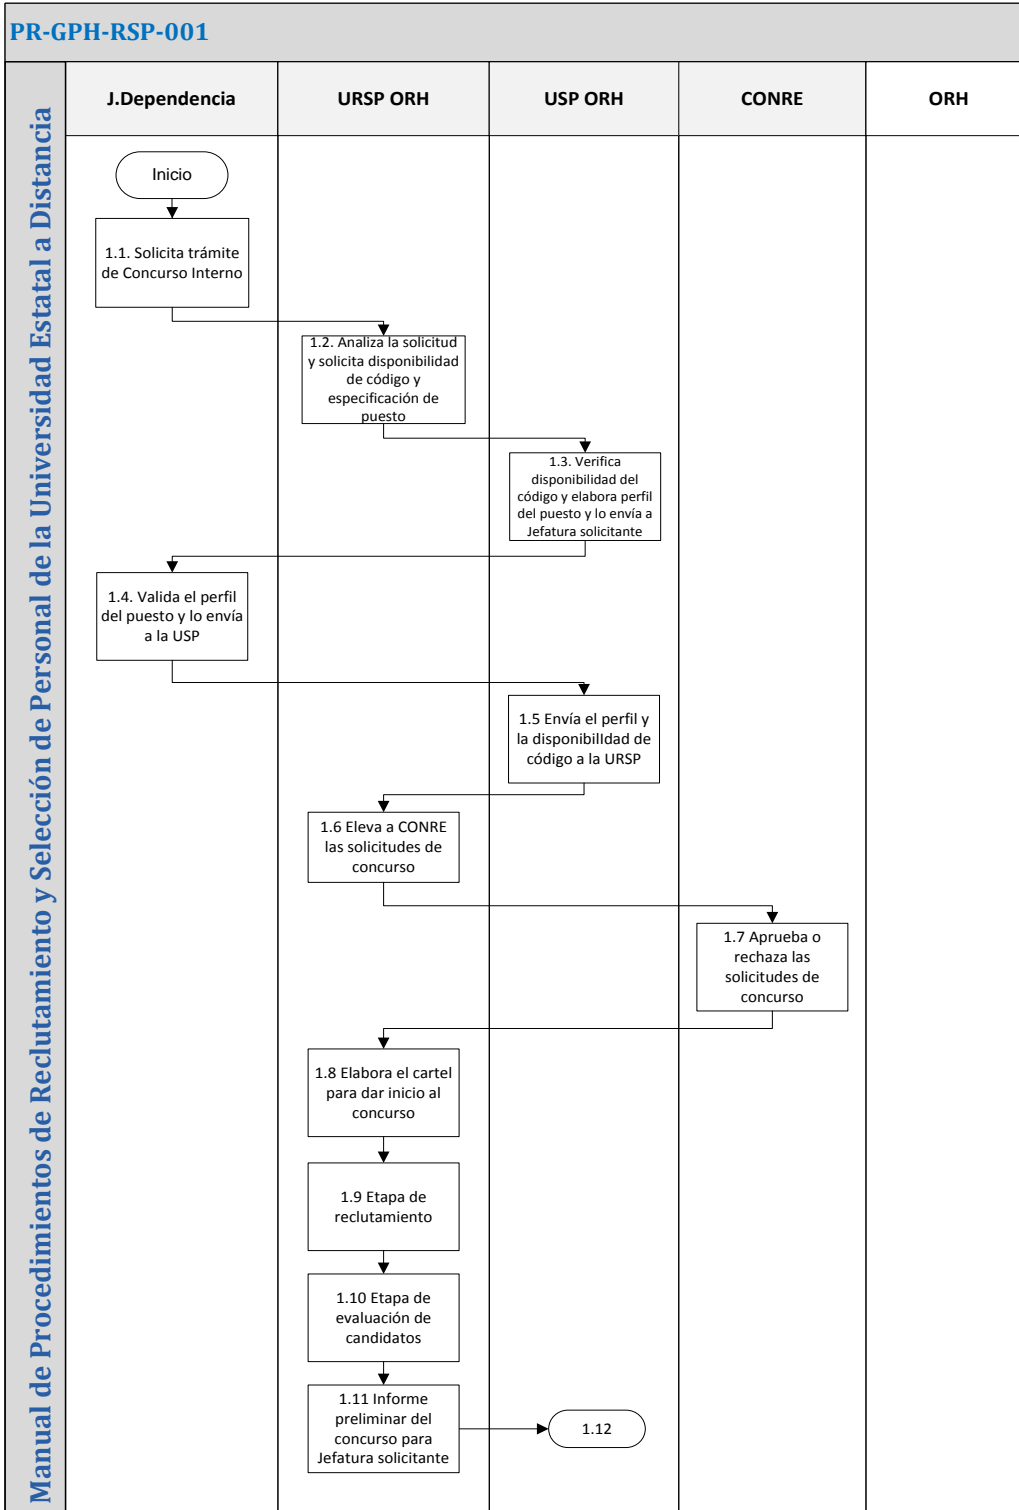 PR-GPH-RSP-001
Manual de Procedimientos de Reclutamiento y Selección de Personal de la Universidad Estatal a Distancia
J.Dependencia
URSP ORH
USP ORH
CONRE
ORH
Inicio
1.1. Solicita trámite
de Concurso Interno
1.2. Analiza la solicitud
y solicita disponibilidad
de código y
especificación de
puesto
1.3. Verifica
disponibilidad del
código y elabora perfil
del puesto y lo envía a
Jefatura solicitante
1.4. Valida el perfil
del puesto y lo envía
a la USP
1.5 Envía el perfil y
la disponibilIdad de
código a la URSP
1.6 Eleva a CONRE
las solicitudes de
concurso
1.7 Aprueba o
rechaza las
solicitudes de
concurso
1.8 Elabora el cartel
para dar inicio al
concurso
1.9 Etapa de
reclutamiento
1.10 Etapa de
evaluación de
candidatos
1.11 Informe
preliminar del
concurso para
Jefatura solicitante
1.12